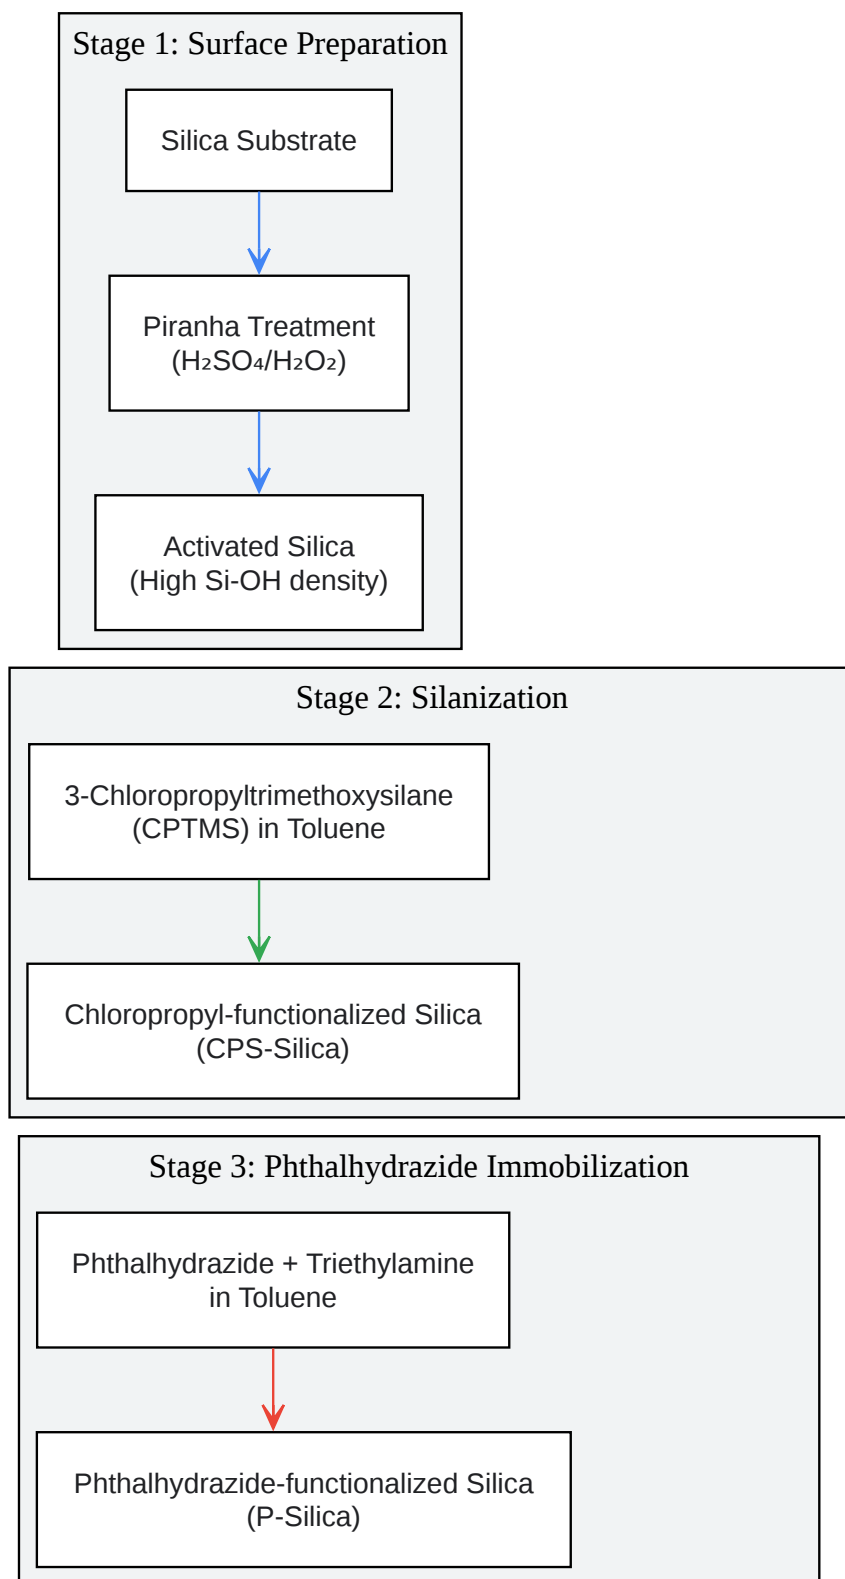 Stage 1: Surface Preparation
Silica Substrate
Piranha Treatment
(H₂SO₄/H₂O₂)
Activated Silica
(High Si-OH density)
Stage 2: Silanization
3-Chloropropyltrimethoxysilane
(CPTMS) in Toluene
Chloropropyl-functionalized Silica
(CPS-Silica)
Stage 3: Phthalhydrazide Immobilization
Phthalhydrazide + Triethylamine
in Toluene
Phthalhydrazide-functionalized Silica
(P-Silica)